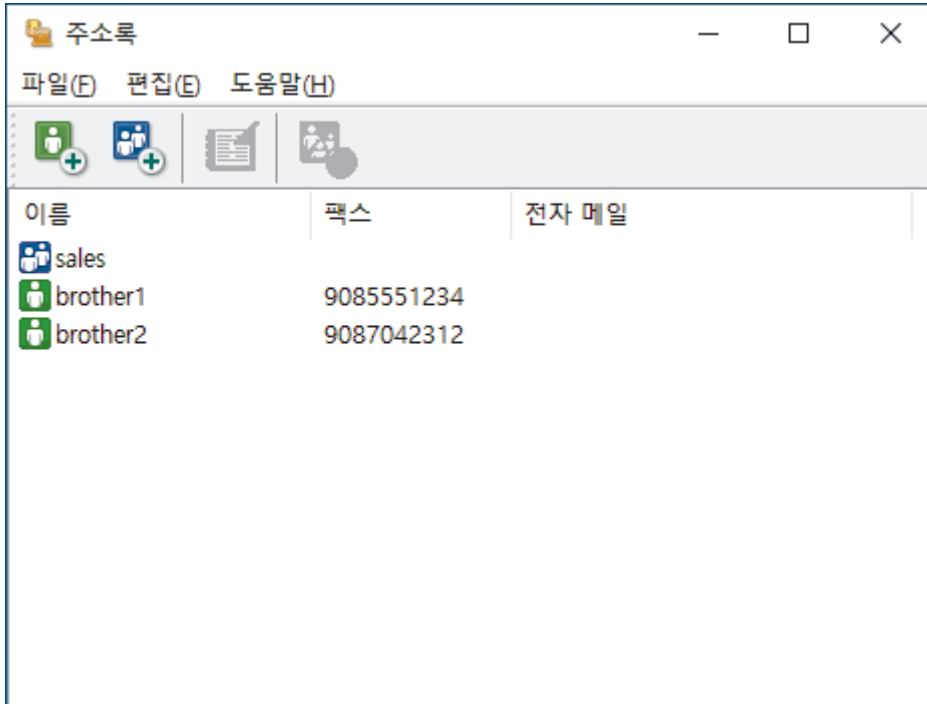 주소록
파일(F) 편집(E) 도움말(H)
이름 팩스 전자 메일
sales
brother1 9085551234
brother2 9087042312